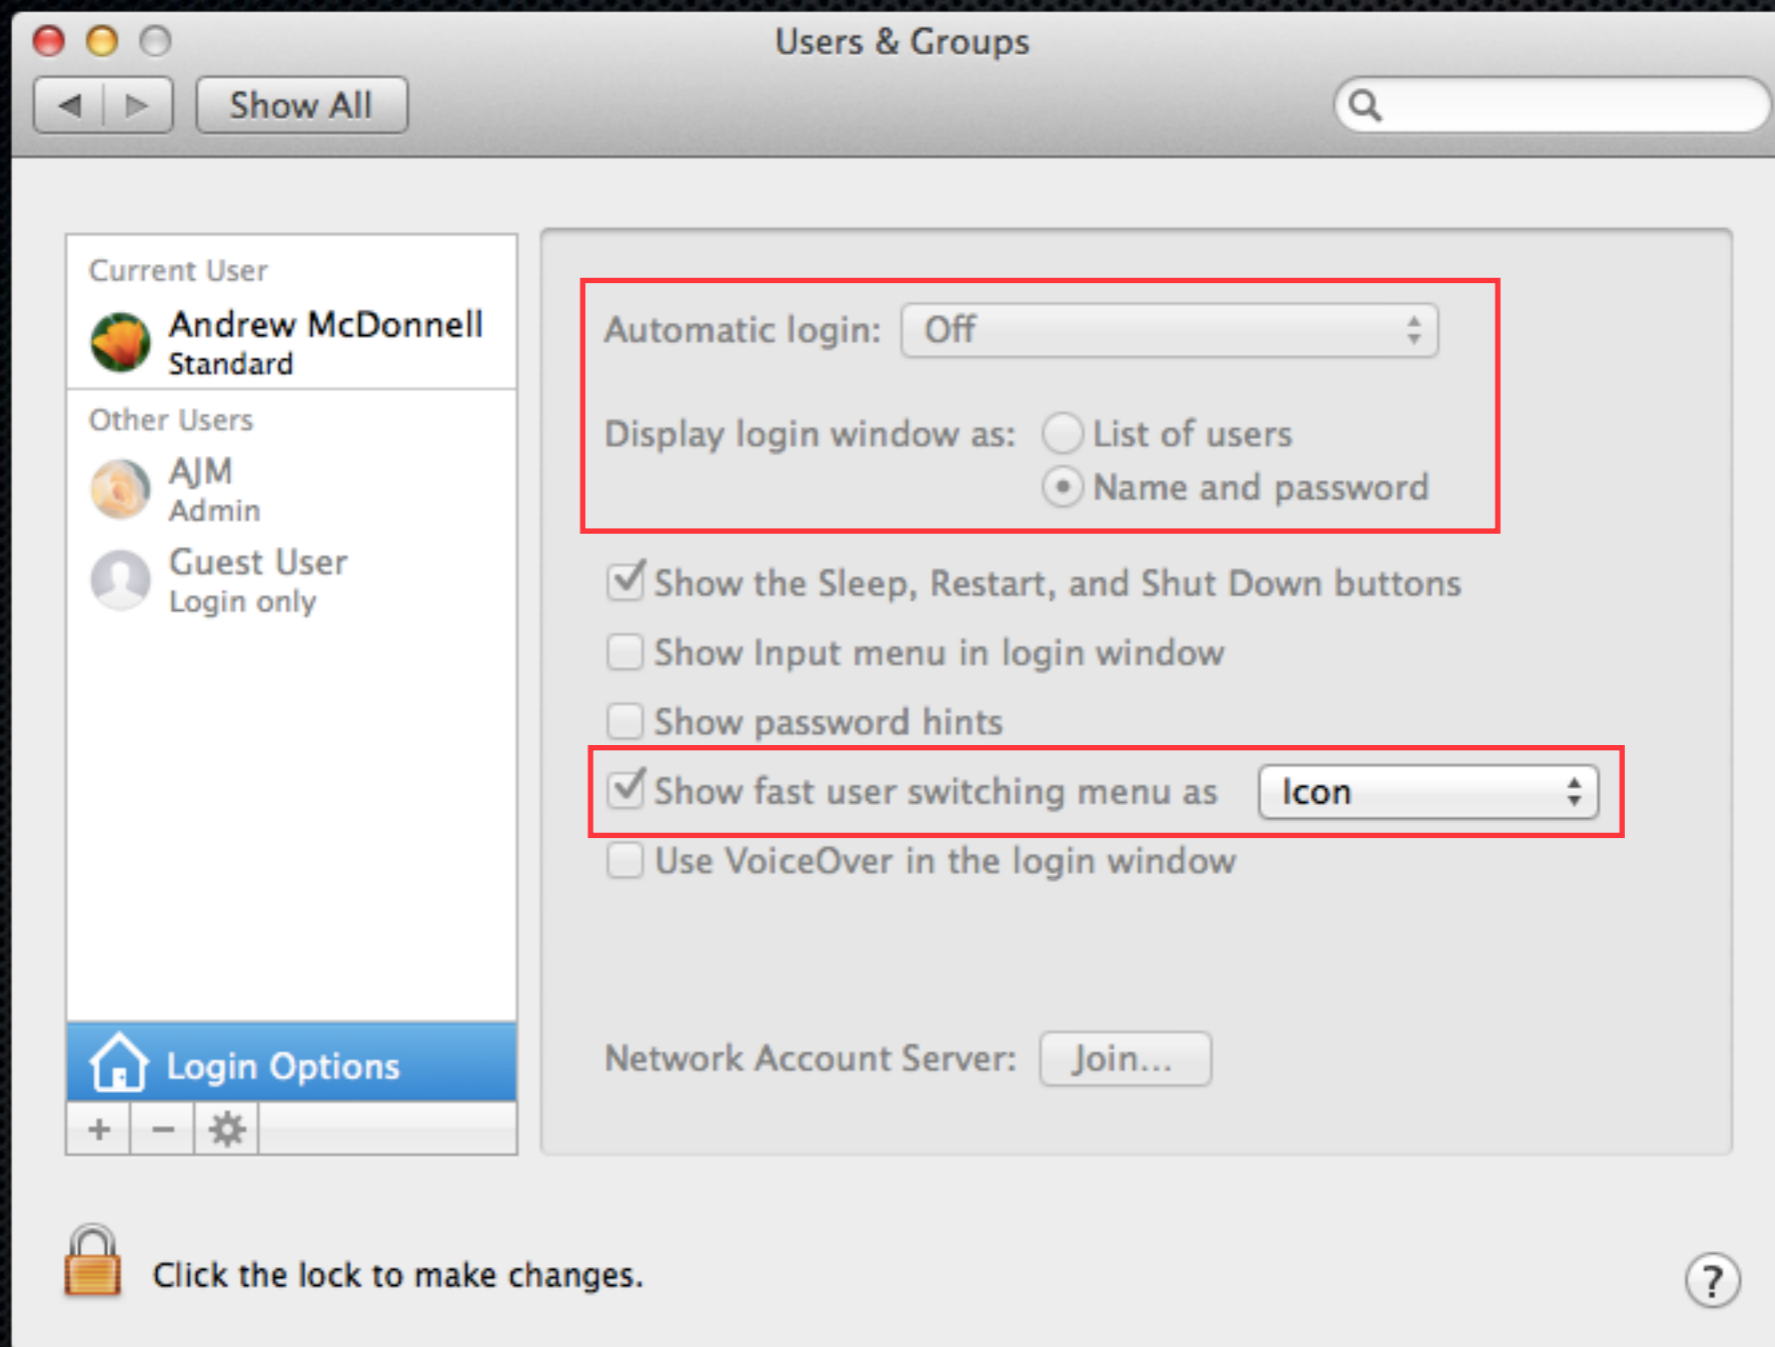 Users & Groups
Show All
Current User
Andrew McDonnell
Standard
Other Users
AJM
Admin
Guest User
Login only
Login Options
Automatic login: Off
Display login window as: List of users
Name and password
Show the Sleep, Restart, and Shut Down buttons
Show Input menu in login window
Show password hints
Show fast user switching menu as Icon
Use VoiceOver in the login window
Network Account Server: Join...
Click the lock to make changes.
?